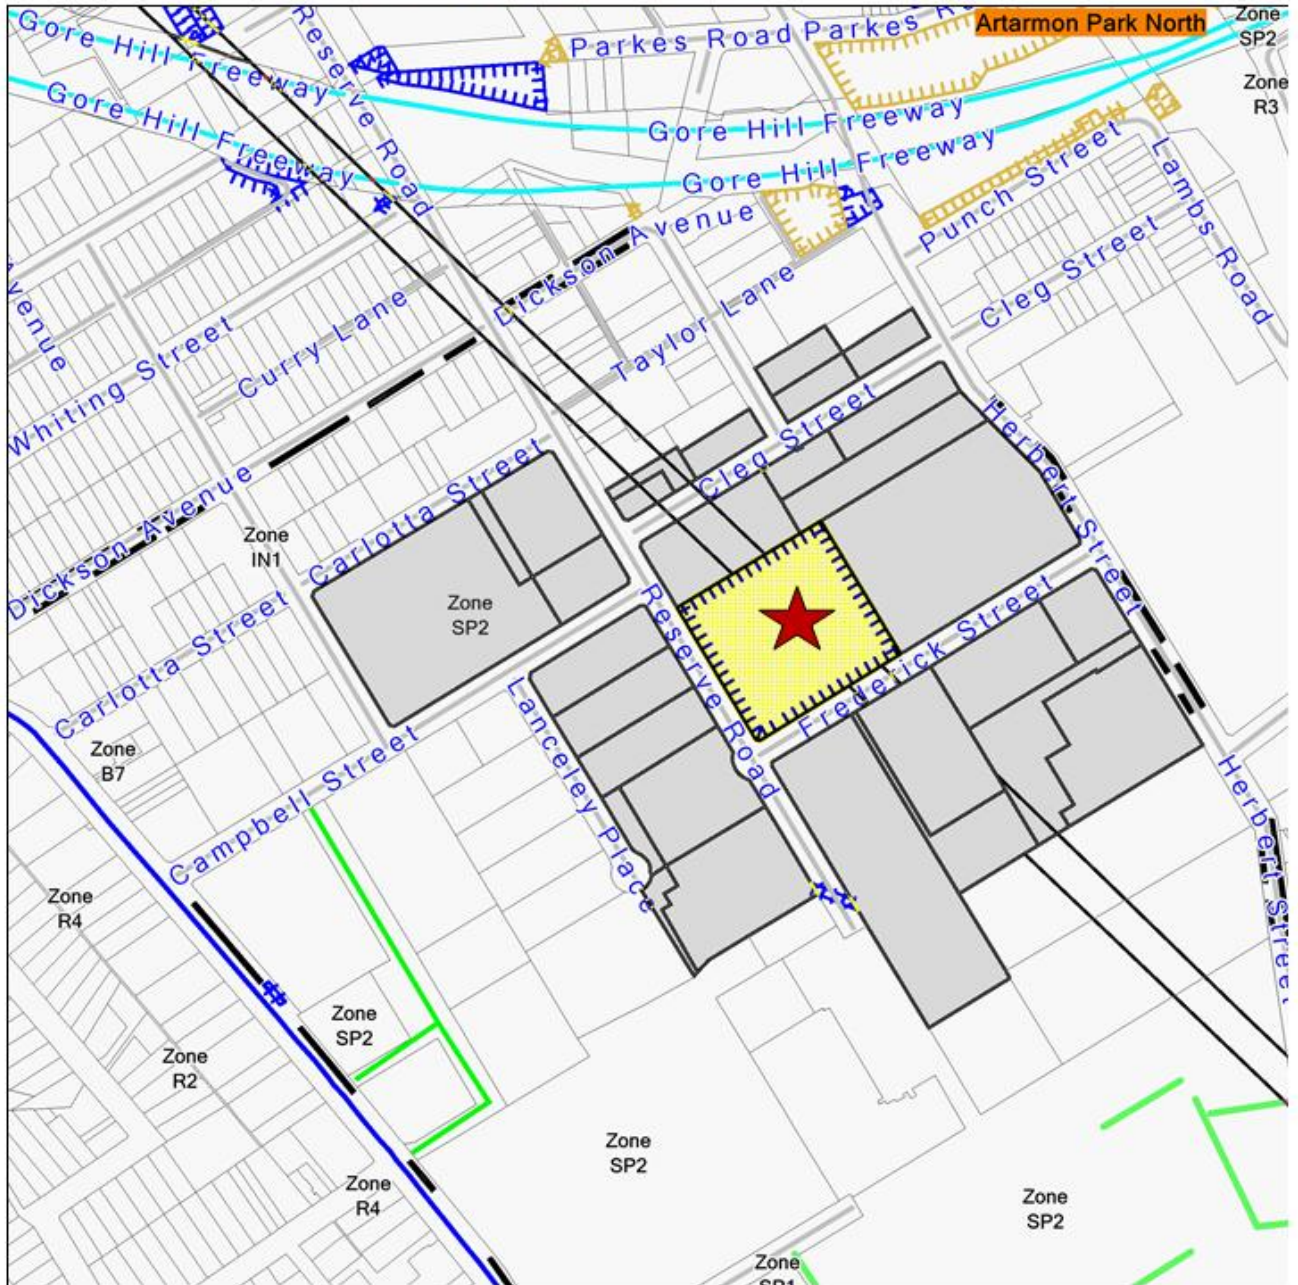 Gore Hill Freeway
Reserve Road
Parkes Road
Parkes
Artarmon Park North
Zone
SP2
Zone
R3
Gore Hill Freeway
Gore Hill Freeway
Gore Hill Freeway
Lambs Road
Punch Street
Dickson Avenue
Cleg Street
Taylor Lane
Avenue
Whiting Street
Curry Lane
Cleg Street
Herbert Street
Carlotta Street
Dickson Avenue
Zone
IN1
Zone
SP2
Reserve Road
Frederick Street
Carlotta Street
Lanceley Place
Campbell Street
Zone
B7
Herbert Street
Zone
R4
Zone
SP2
Zone
R2
Zone
SP2
Zone
R4
Zone
SP2
Zone
SP1